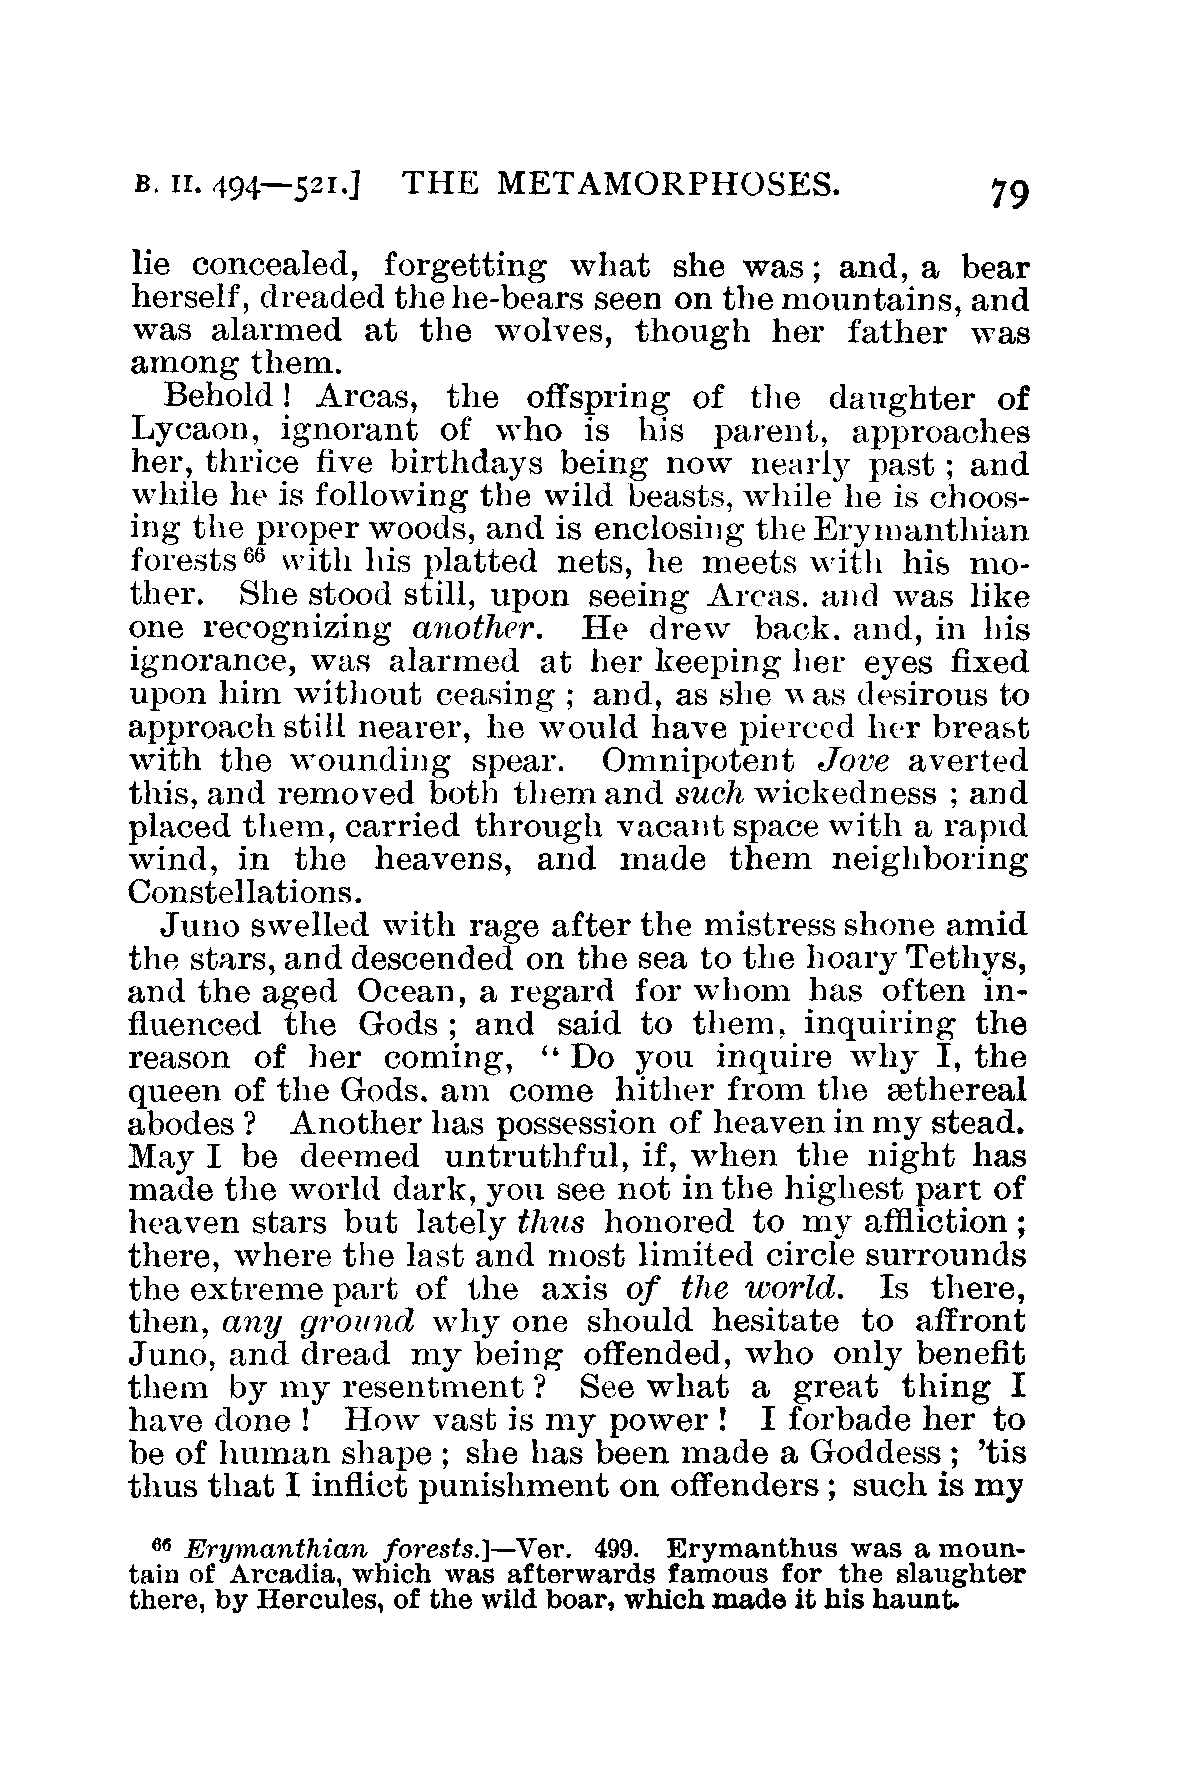 B. II. 494—521.] THE METAMORPHOSES. 79
lie concealed, forgetting what she was; and, a bear
herself, dreaded the he-bears seen on the mountains, and
was alarmed at the wolves, though her father was
among them.
Behold! Arcas, the offspring of the daughter of
Lycaon, ignorant of who is his parent, approaches
her, thrice five birthdays being now nearly past; and
while he is following the wild beasts, while he is choos-
ing the proper woods, and is enclosing the Erymanthian
forests⁶⁶ with his platted nets, he meets with his mo-
ther. She stood still, upon seeing Arcas. and was like
one recognizing another. He drew back. and, in his
ignorance, was alarmed at her keeping her eyes fixed
upon him without ceasing; and, as she was desirous to
approach still nearer, he would have pierced her breast
with the wounding spear. Omnipotent Jove averted
this, and removed both them and such wickedness; and
placed them, carried through vacant space with a rapid
wind, in the heavens, and made them neighboring
Constellations.
Juno swelled with rage after the mistress shone amid
the stars, and descended on the sea to the hoary Tethys,
and the aged Ocean, a regard for whom has often in-
fluenced the Gods; and said to them, inquiring the
reason of her coming, “Do you inquire why I, the
queen of the Gods. am come hither from the æthereal
abodes? Another has possession of heaven in my stead.
May I be deemed untruthful, if, when the night has
made the world dark, you see not in the highest part of
heaven stars but lately thus honored to my affliction;
there, where the last and most limited circle surrounds
the extreme part of the axis of the world. Is there,
then, any ground why one should hesitate to affront
Juno, and dread my being offended, who only benefit
them by my resentment? See what a great thing I
have done! How vast is my power! I forbade her to
be of human shape; she has been made a Goddess; ’tis
thus that I inflict punishment on offenders; such is my
⁶⁶ Erymanthian forests.]—Ver. 499. Erymanthus was a moun-
tain of Arcadia, which was afterwards famous for the slaughter
there, by Hercules, of the wild boar, which made it his haunt.